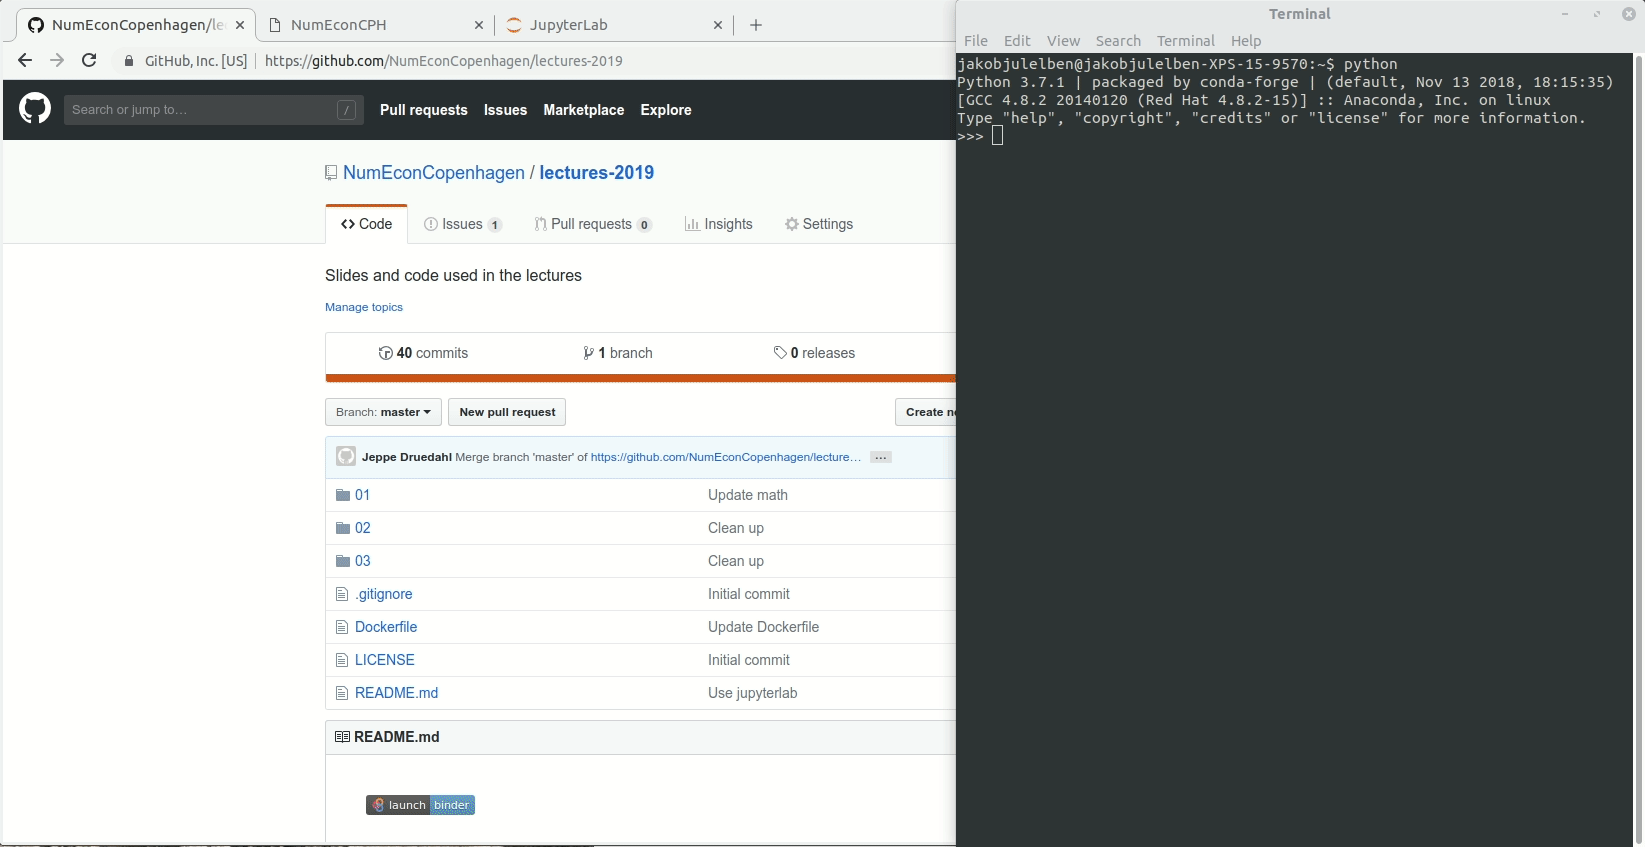 NumEconCopenhagen/le
NumEconCPH
JupyterLab
GitHub, Inc. [US]
https://github.com/NumEconCopenhagen/lectures-2019
Search or jump to…
/
Pull requests
Issues
Marketplace
Explore
NumEconCopenhagen / lectures-2019
Code
Issues 1
Pull requests 0
Insights
Settings
Slides and code used in the lectures
Manage topics
40 commits
1 branch
0 releases
Branch: master
New pull request
Create n
Jeppe Druedahl Merge branch 'master' of https://github.com/NumEconCopenhagen/lecture… …
01 Update math
02 Clean up
03 Clean up
.gitignore Initial commit
Dockerfile Update Dockerfile
LICENSE Initial commit
README.md Use jupyterlab
README.md
launch binder
Terminal
File Edit View Search Terminal Help
jakobjulelben@jakobjulelben-XPS-15-9570:~$ python
Python 3.7.1 | packaged by conda-forge | (default, Nov 13 2018, 18:15:35)
[GCC 4.8.2 20140120 (Red Hat 4.8.2-15)] :: Anaconda, Inc. on linux
Type "help", "copyright", "credits" or "license" for more information.
>>>